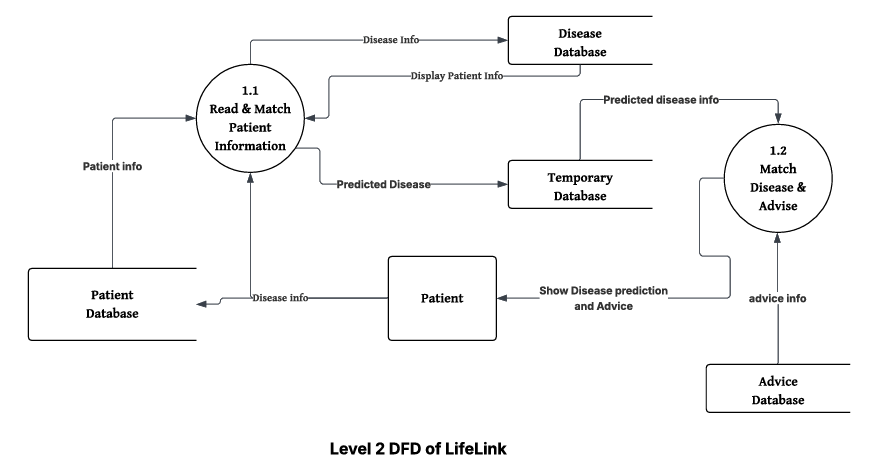 Disease Info
Disease
Database
Display Patient Info
1.1
Read & Match
Patient
Information
Predicted disease info
1.2
Match
Disease &
Advise
Patient info
Predicted Disease
Temporary
Database
Patient
Database
Disease info
Patient
Show Disease prediction
and Advice
advice info
Advice
Database
Level 2 DFD of LifeLink